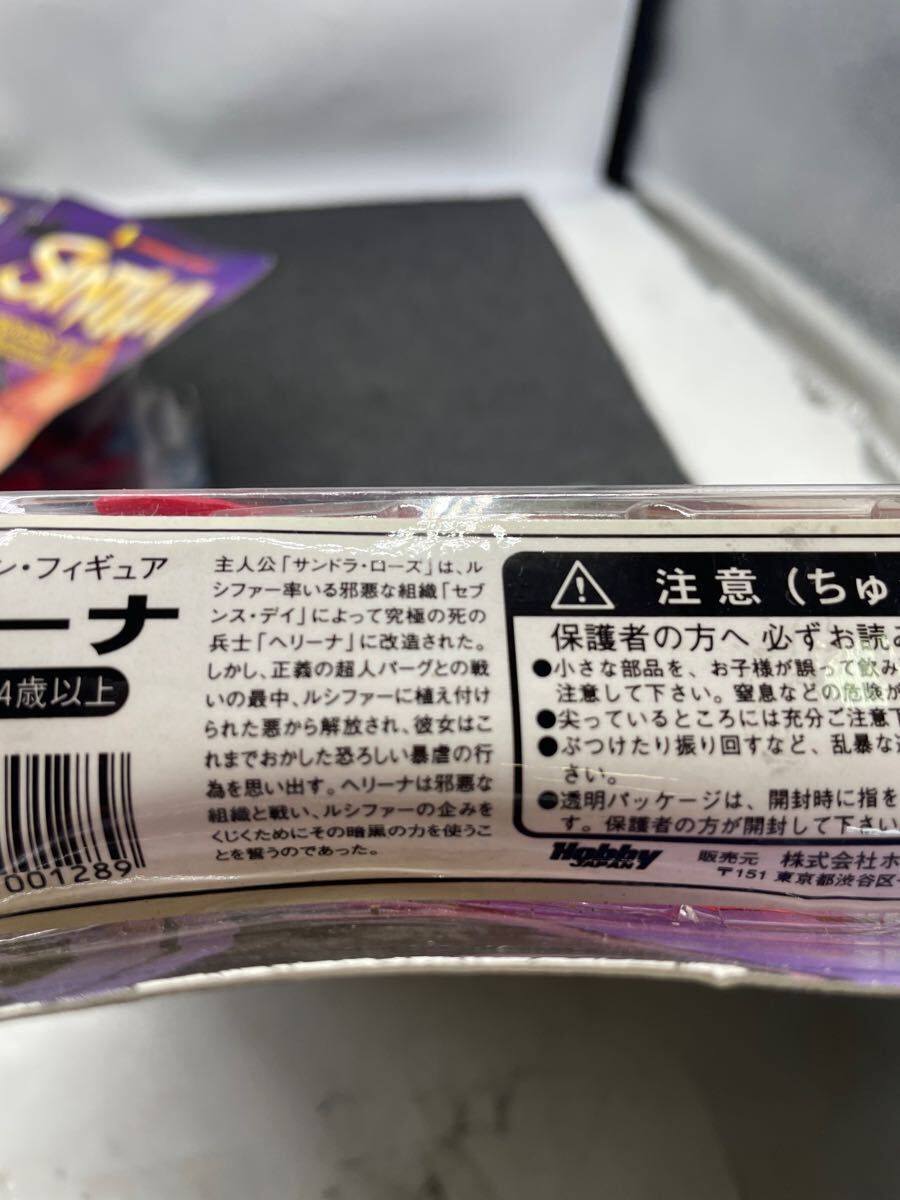 ン・フィギュア
ーナ
4歳以上
001289
主人公「サンドラ・ローズ」は、ル
シファー率いる邪悪な組織「セブ
ンス・デイ」によって究極の死の
兵士「ヘリーナ」に改造された。
しかし、正義の超人バーグとの戦
いの最中、ルシファーに植え付け
られた悪から解放され、彼女はこ
れまでおかした恐ろしい暴虐の行
為を思い出す。ヘリーナは邪悪な
組織と戦い、ルシファーの企みを
くじくためにその暗黒の力を使うこ
とを誓うのであった。
注意（ちゅ
保護者の方へ 必ずお読み
●小さな部品を、お子様が誤って飲み
注意して下さい。窒息などの危険が
●尖っているところには充分ご注意下
●ぶつけたり振り回すなど、乱暴な遊
さい。
●透明パッケージは、開封時に指を
す。保護者の方が開封して下さい
Hobby
JAPAN
販売元 株式会社ホ
〒151 東京都渋谷区